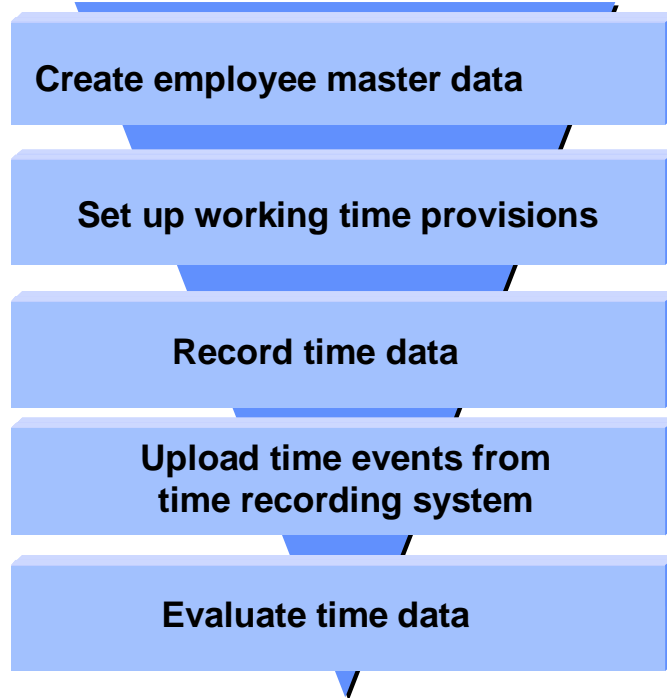 Create employee master data
Set up working time provisions
Record time data
Upload time events from
time recording system
Evaluate time data